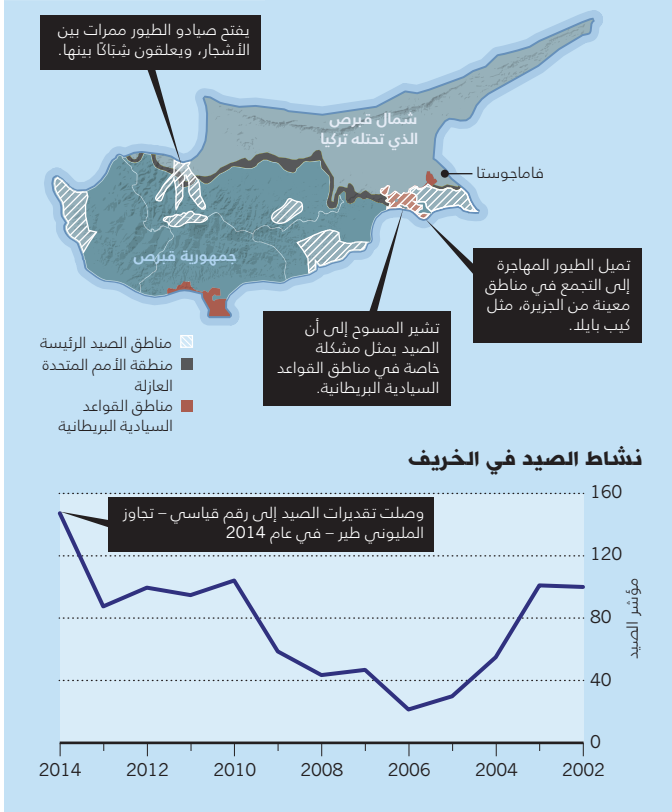 يفتح صيادو الطيور ممرات بين
الأشجار، ويعلقون شِبَاكًا بينها.
شمال قبرص
الذي تحتله تركيا
فاماجوستا
جمهورية قبرص
تميل الطيور المهاجرة
إلى التجمع في مناطق
معينة من الجزيرة، مثل
كيب بايلا.
تشير المسوح إلى أن
الصيد يمثل مشكلة
خاصة في مناطق القواعد
السيادية البريطانية.
مناطق الصيد الرئيسة
منطقة الأمم المتحدة
العازلة
مناطق القواعد
السيادية البريطانية
نشاط الصيد في الخريف
وصلت تقديرات الصيد إلى رقم قياسي – تجاوز
المليوني طير – في عام 2014
160
120
80
40
0
مؤشر الصيد
2002
2004
2006
2008
2010
2012
2014